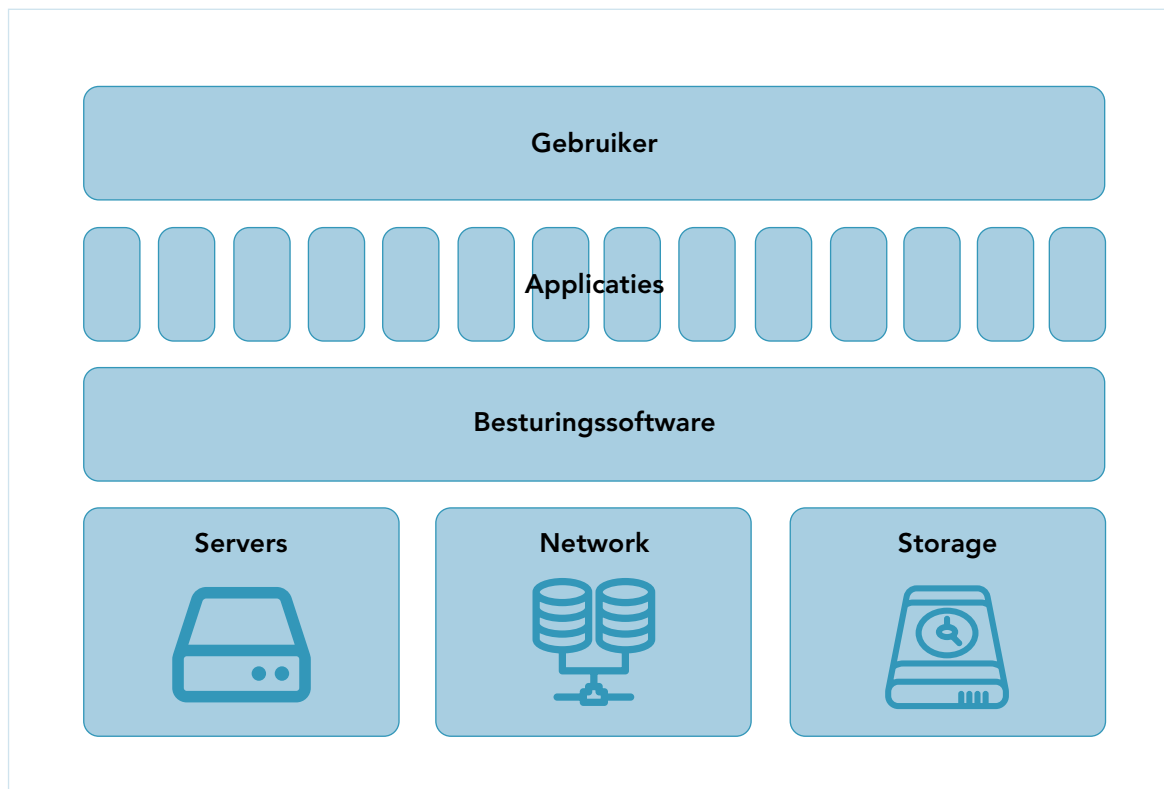 Gebruiker
Applicaties
Besturingssoftware
Servers
Network
Storage